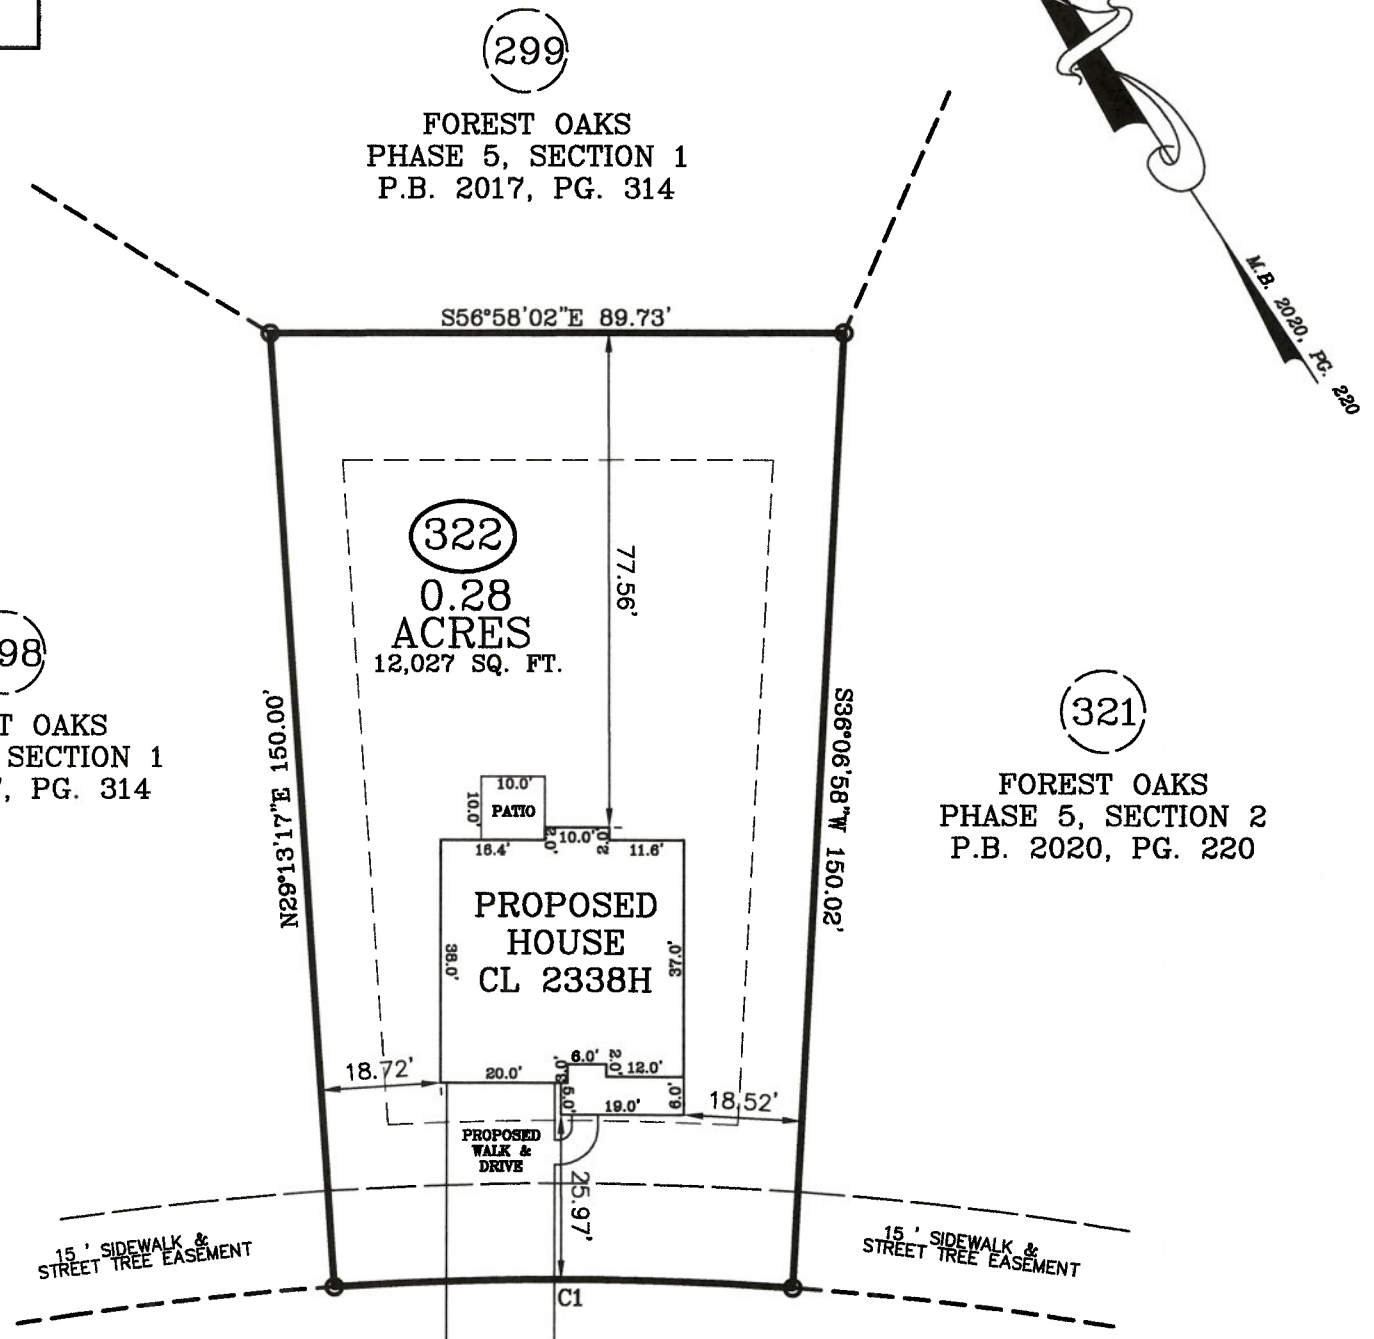 299
FOREST OAKS
PHASE 5, SECTION 1
P.B. 2017, PG. 314
M.B. 2020, PG. 220
S56°58'02"E 89.73'
322
0.28
ACRES
12,027 SQ. FT.
77.56'
98
T OAKS
SECTION 1
', PG. 314
N29°13'17"E 150.00'
S36°06'58"W 150.02'
321
FOREST OAKS
PHASE 5, SECTION 2
P.B. 2020, PG. 220
10.0'
10.0'
PATIO
16.4'
2.0'
10.0'
2.0'
11.6'
PROPOSED
HOUSE
CL 2338H
38.0'
37.0'
18.72'
20.0'
6.0'
2.0'
12.0'
5.0'
19.0'
6.0'
18.52'
PROPOSED
WALK &
DRIVE
25.97'
15 ' SIDEWALK &
STREET TREE EASEMENT
15 ' SIDEWALK &
STREET TREE EASEMENT
C1